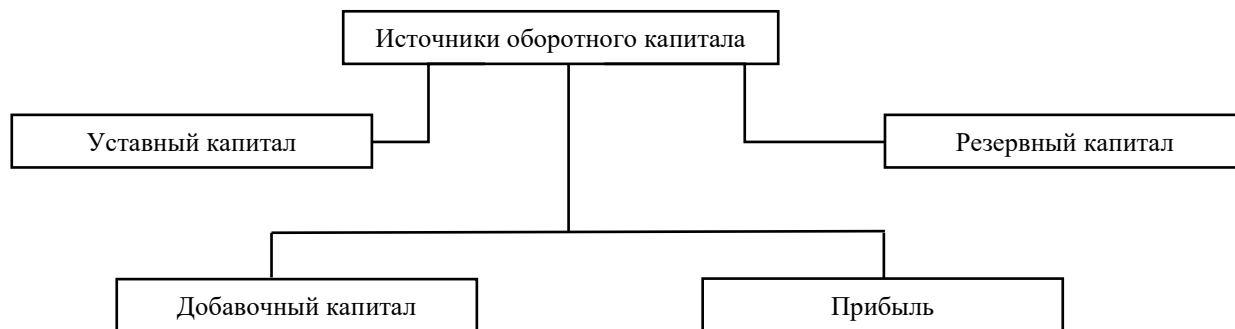 Источники оборотного капитала
Уставный капитал
Резервный капитал
Добавочный капитал
Прибыль